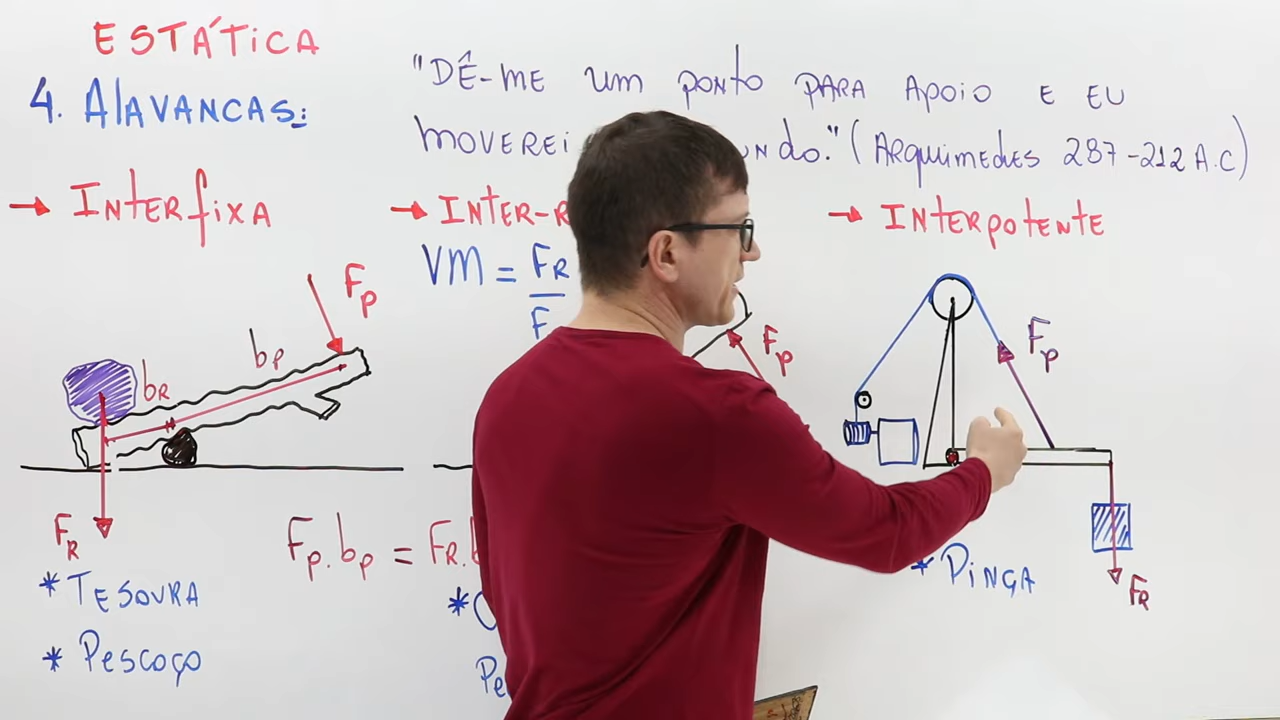 ESTÁTICA
4. ALAVANCAS:
"DÊ-ME UM PONTO PARA APOIO E EU
MOVEREI UNDO." (ARQUIMEDES 287-212 A.C)
→ INTERFIXA
→ INTER-R
→ INTERPOTENTE
VM = FR
F
Fp
bp
bR
FR
Fp
Fp
FR
Fp.bp = FR.b
* TESOURA
* PESCOÇO
* PINÇA
Pe